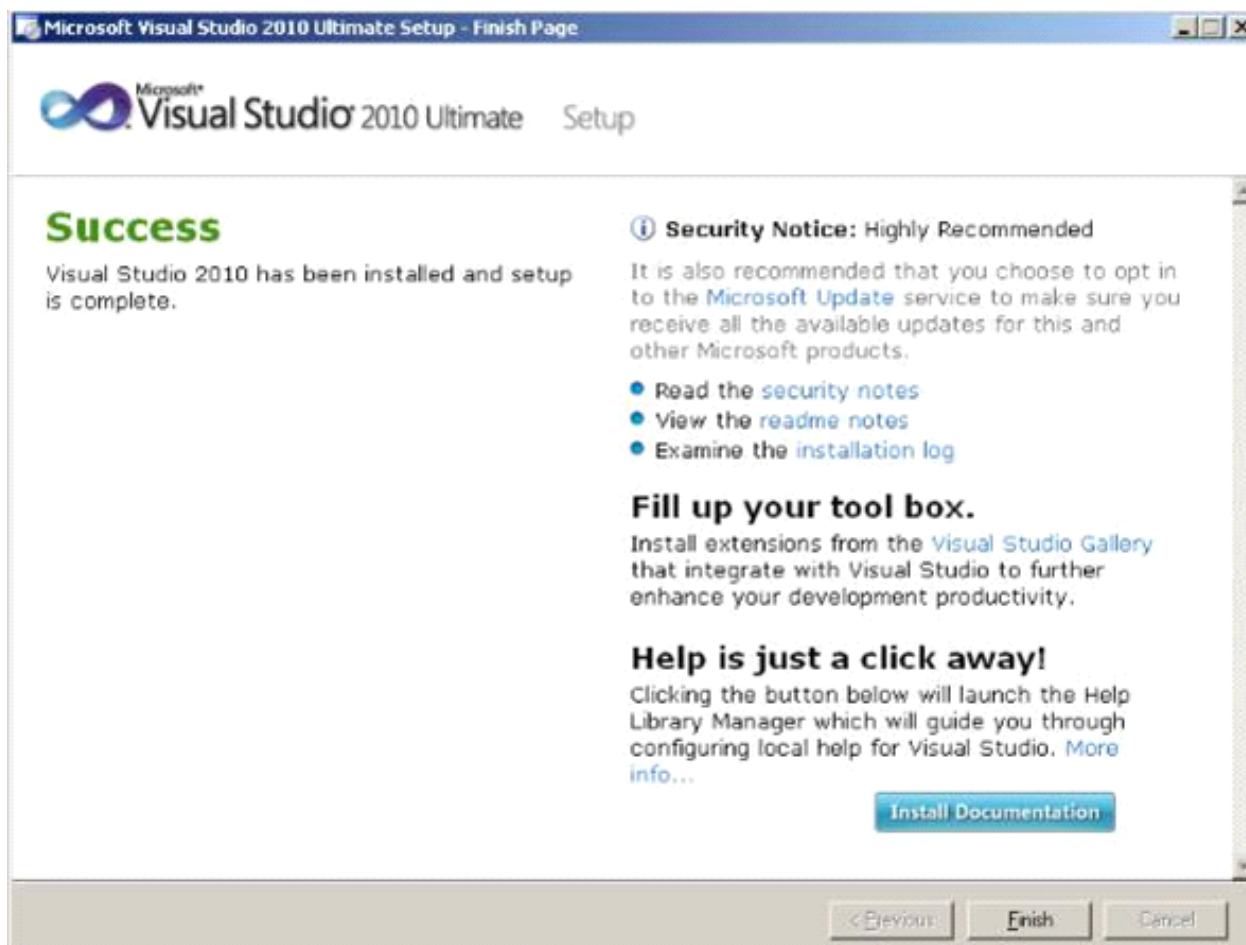 Microsoft Visual Studio 2010 Ultimate Setup - Finish Page
Microsoft®
Visual Studio® 2010 Ultimate Setup
Success
Visual Studio 2010 has been installed and setup
is complete.
Security Notice: Highly Recommended
It is also recommended that you choose to opt in
to the Microsoft Update service to make sure you
receive all the available updates for this and
other Microsoft products.
Read the security notes
View the readme notes
Examine the installation log
Fill up your tool box.
Install extensions from the Visual Studio Gallery
that integrate with Visual Studio to further
enhance your development productivity.
Help is just a click away!
Clicking the button below will launch the Help
Library Manager which will guide you through
configuring local help for Visual Studio. More
info...
Install Documentation
< Previous Finish Cancel